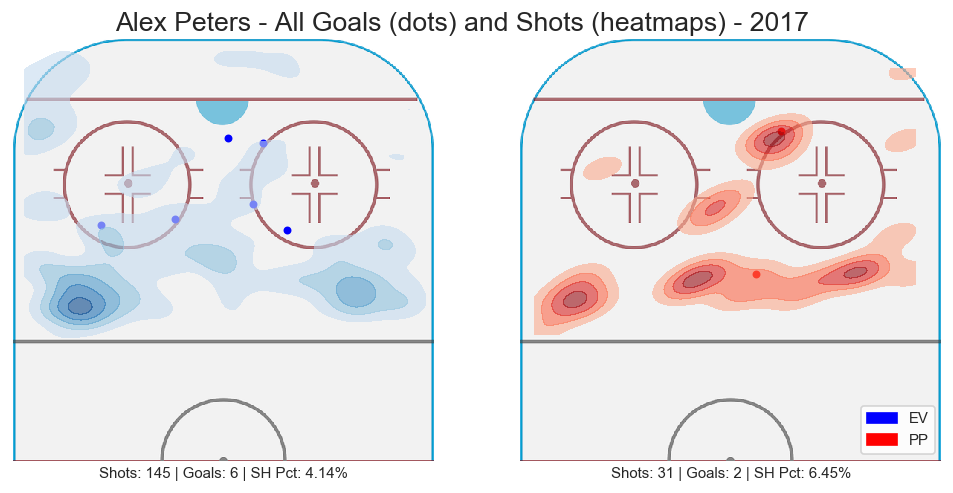 Alex Peters - All Goals (dots) and Shots (heatmaps) - 2017
EV
PP
Shots: 145 | Goals: 6 | SH Pct: 4.14%
Shots: 31 | Goals: 2 | SH Pct: 6.45%